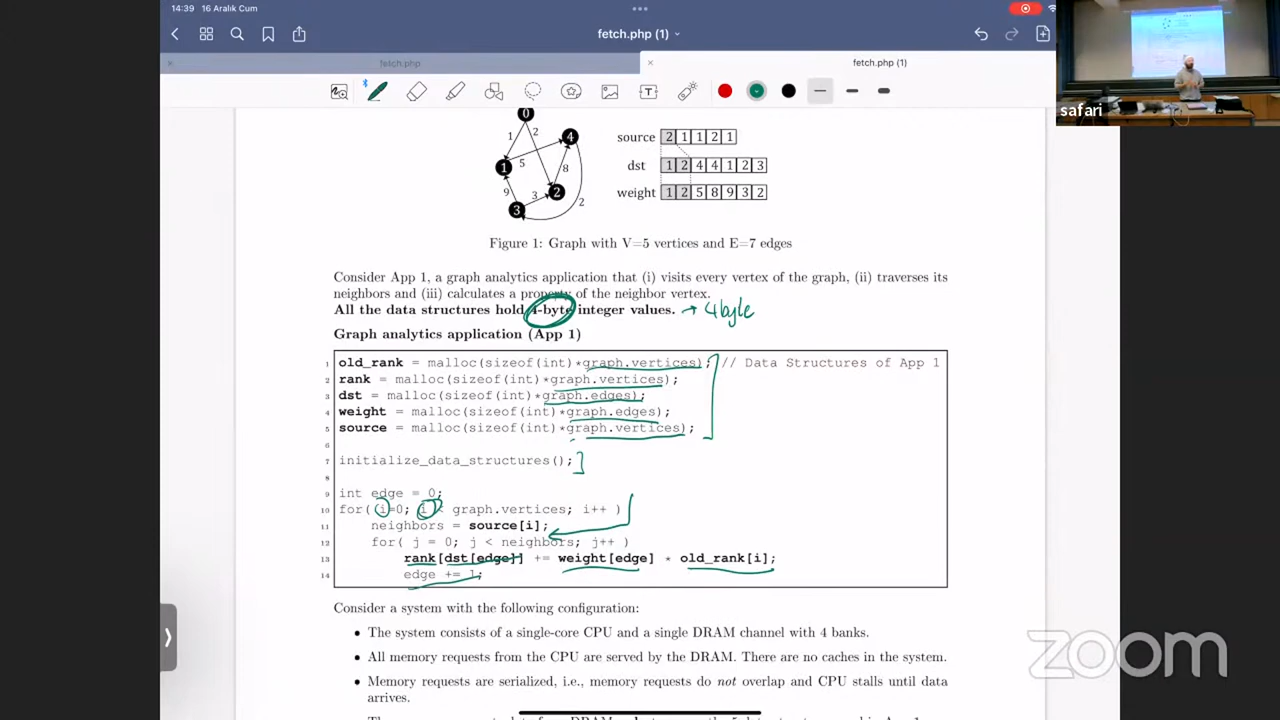 14:39 16 Aralık Cum
fetch.php (1)
fetch.php
fetch.php (1)
safari
0
1 2
4
5
1
8
9 3 2
3
2
source 2 1 1 2 1
dst 1 2 4 4 1 2 3
weight 1 2 5 8 9 3 2
Figure 1: Graph with V=5 vertices and E=7 edges
Consider App 1, a graph analytics application that (i) visits every vertex of the graph, (ii) traverses its
neighbors and (iii) calculates a property of the neighbor vertex.
All the data structures hold 4-byte integer values. → 4 byte
Graph analytics application (App 1)
1 old_rank = malloc(sizeof(int)*graph.vertices); // Data Structures of App 1
2 rank = malloc(sizeof(int)*graph.vertices);
3 dst = malloc(sizeof(int)*graph.edges);
4 weight = malloc(sizeof(int)*graph.edges);
5 source = malloc(sizeof(int)*graph.vertices);
6
7 initialize_data_structures();
8
9 int edge = 0;
10 for( i=0; i < graph.vertices; i++ )
11 neighbors = source[i];
12 for( j = 0; j < neighbors; j++ )
13 rank[dst[edge]] += weight[edge] * old_rank[i];
14 edge += 1;
Consider a system with the following configuration:
• The system consists of a single-core CPU and a single DRAM channel with 4 banks.
• All memory requests from the CPU are served by the DRAM. There are no caches in the system.
• Memory requests are serialized, i.e., memory requests do not overlap and CPU stalls until data
arrives.
zoom